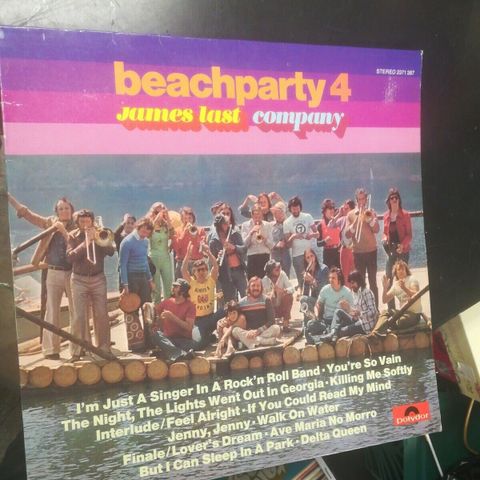 STEREO 2371 387
beachparty 4
james last company
I'm Just A Singer In A Rock'n Roll Band · You're So Vain
The Night, The Lights Went Out In Georgia · Killing Me Softly
Interlude/Feel Alright · If You Could Read My Mind
Jenny, Jenny · Walk On Water
Finale/Lover's Dream · Ave Maria No Morro
But I Can Sleep In A Park · Delta Queen
Polydor